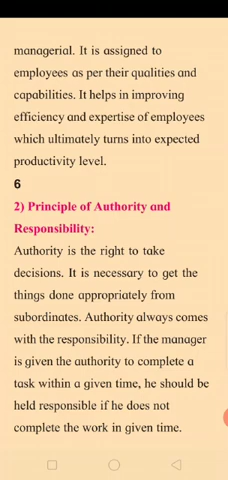 managerial. It is assigned to
employees as per their qualities and
capabilities. It helps in improving
efficiency and expertise of employees
which ultimately turns into expected
productivity level.
6
2) Principle of Authority and
Responsibility:
Authority is the right to take
decisions. It is necessary to get the
things done appropriately from
subordinates. Authority always comes
with the responsibility. If the manager
is given the authority to complete a
task within a given time, he should be
held responsible if he does not
complete the work in given time.